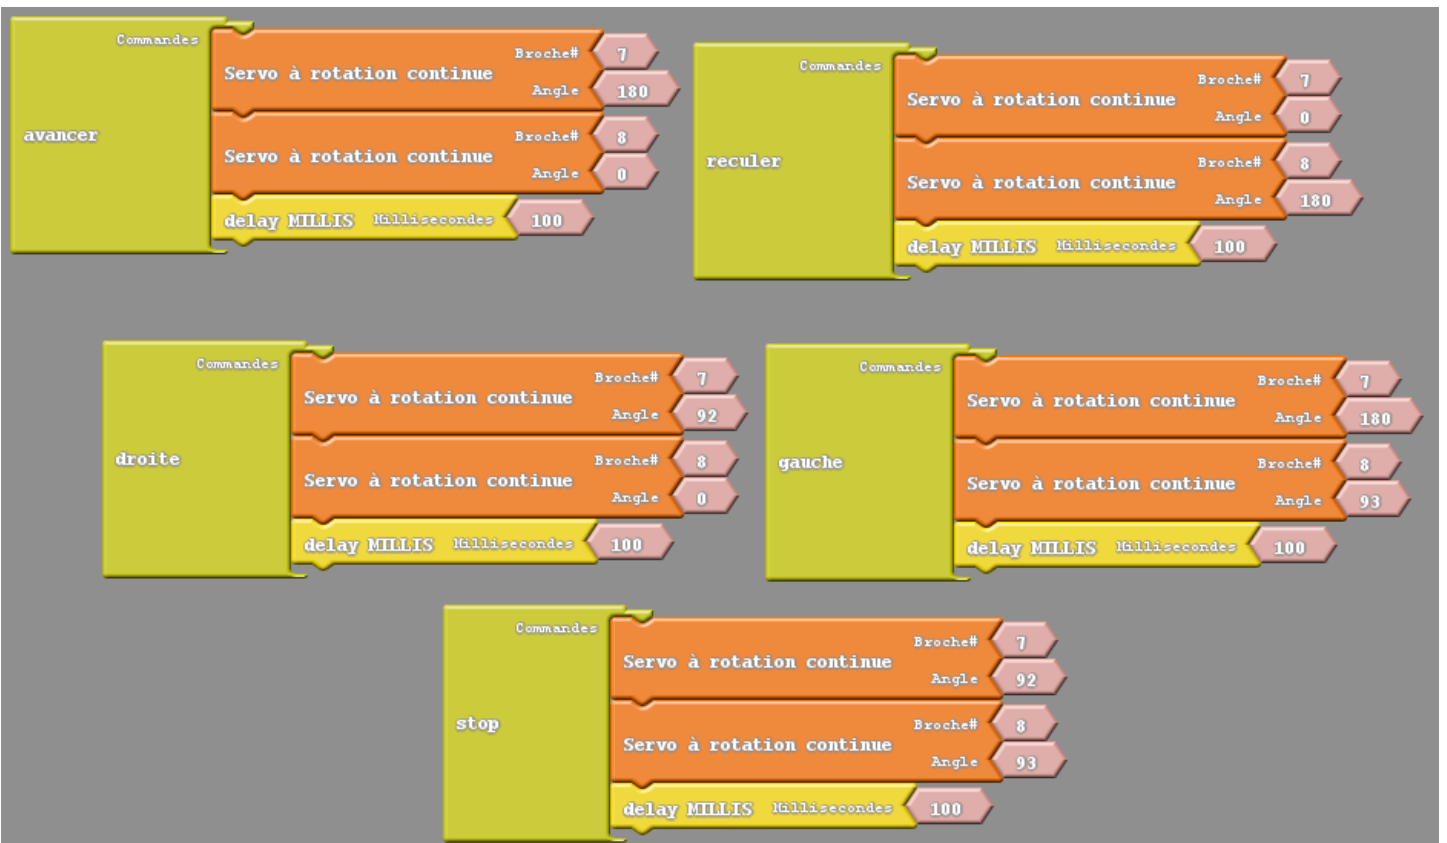 Commandes
avancer
Servo à rotation continue
Broche# 7
Angle 180
Servo à rotation continue
Broche# 8
Angle 0
delay MILLIS Millisecondes 100
Commandes
reculer
Servo à rotation continue
Broche# 7
Angle 0
Servo à rotation continue
Broche# 8
Angle 180
delay MILLIS Millisecondes 100
Commandes
droite
Servo à rotation continue
Broche# 7
Angle 92
Servo à rotation continue
Broche# 8
Angle 0
delay MILLIS Millisecondes 100
Commandes
gauche
Servo à rotation continue
Broche# 7
Angle 180
Servo à rotation continue
Broche# 8
Angle 93
delay MILLIS Millisecondes 100
Commandes
stop
Servo à rotation continue
Broche# 7
Angle 92
Servo à rotation continue
Broche# 8
Angle 93
delay MILLIS Millisecondes 100